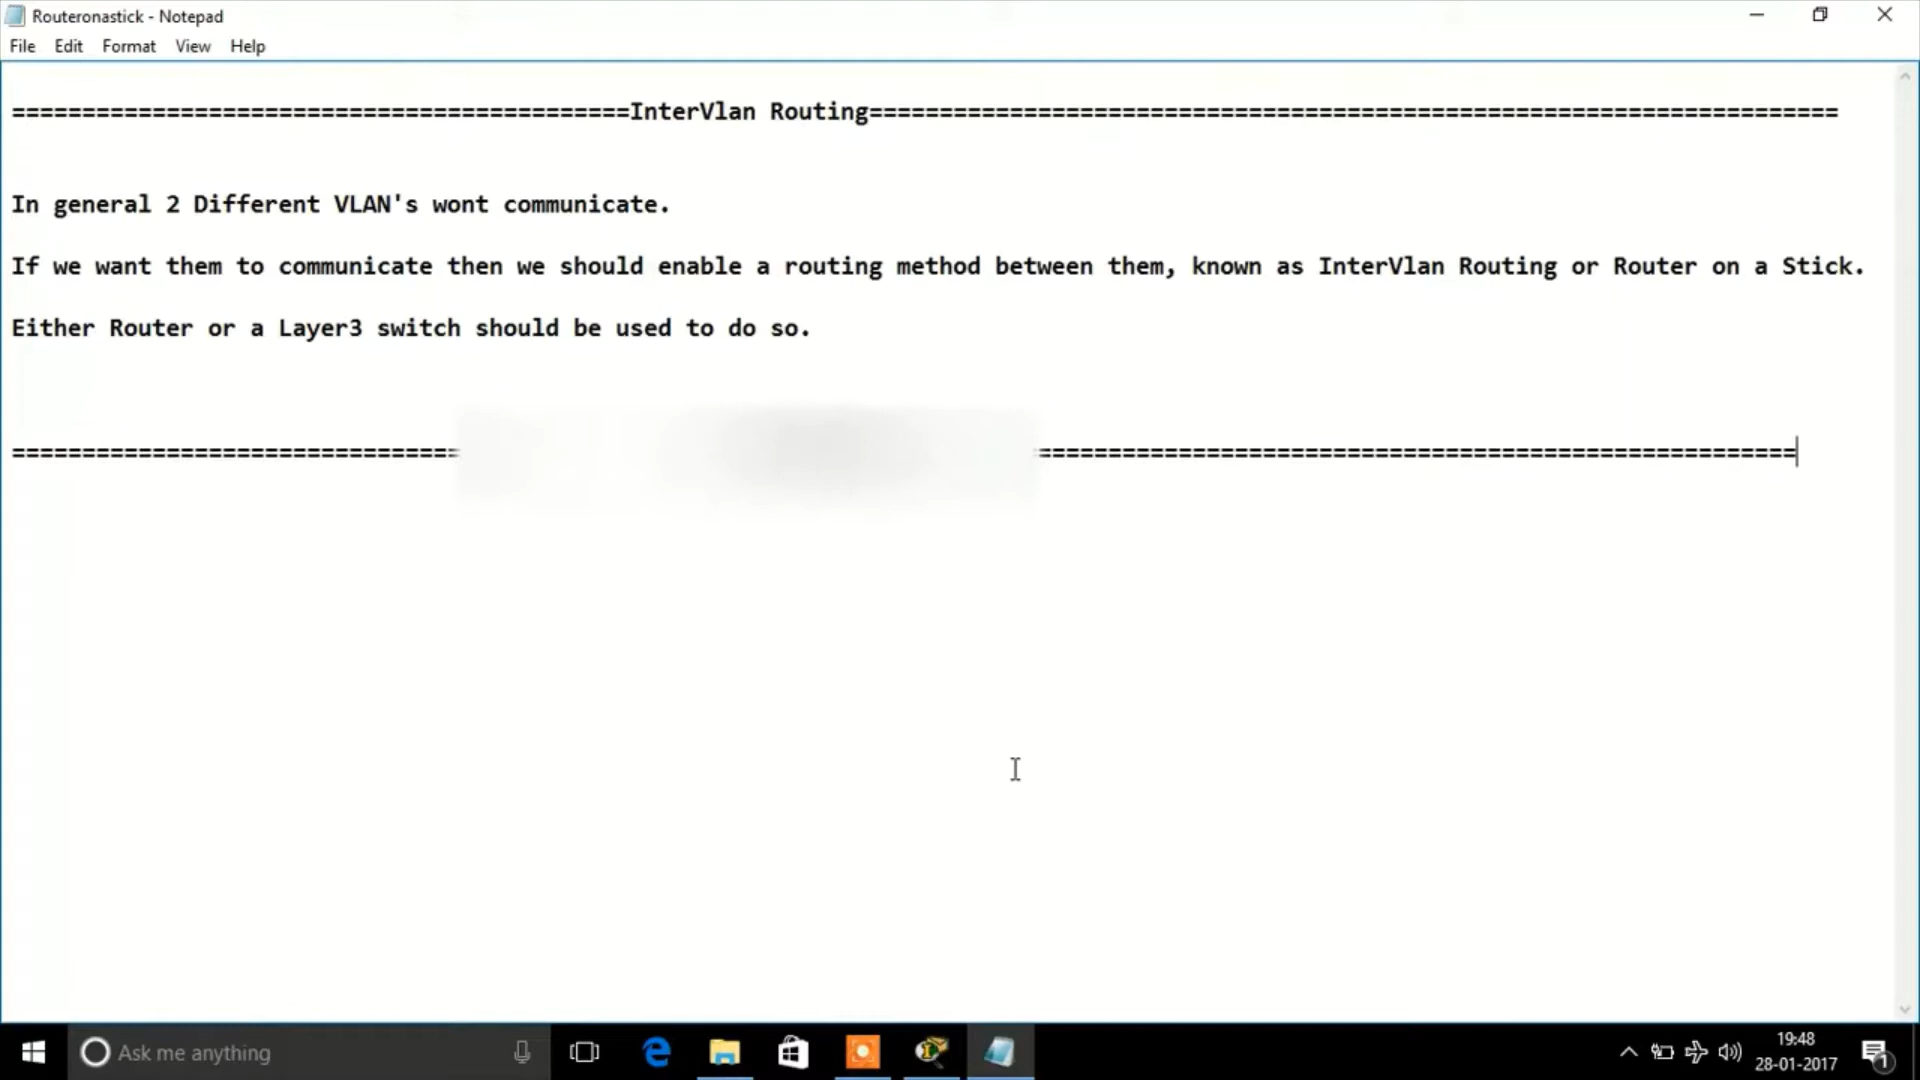 Routeronastick - Notepad
File Edit Format View Help
============================================InterVlan Routing=====================================================================
In general 2 Different VLAN's wont communicate.
If we want them to communicate then we should enable a routing method between them, known as InterVlan Routing or Router on a Stick.
Either Router or a Layer3 switch should be used to do so.
================================ ======================================================
Ask me anything
19:48
28-01-2017
1